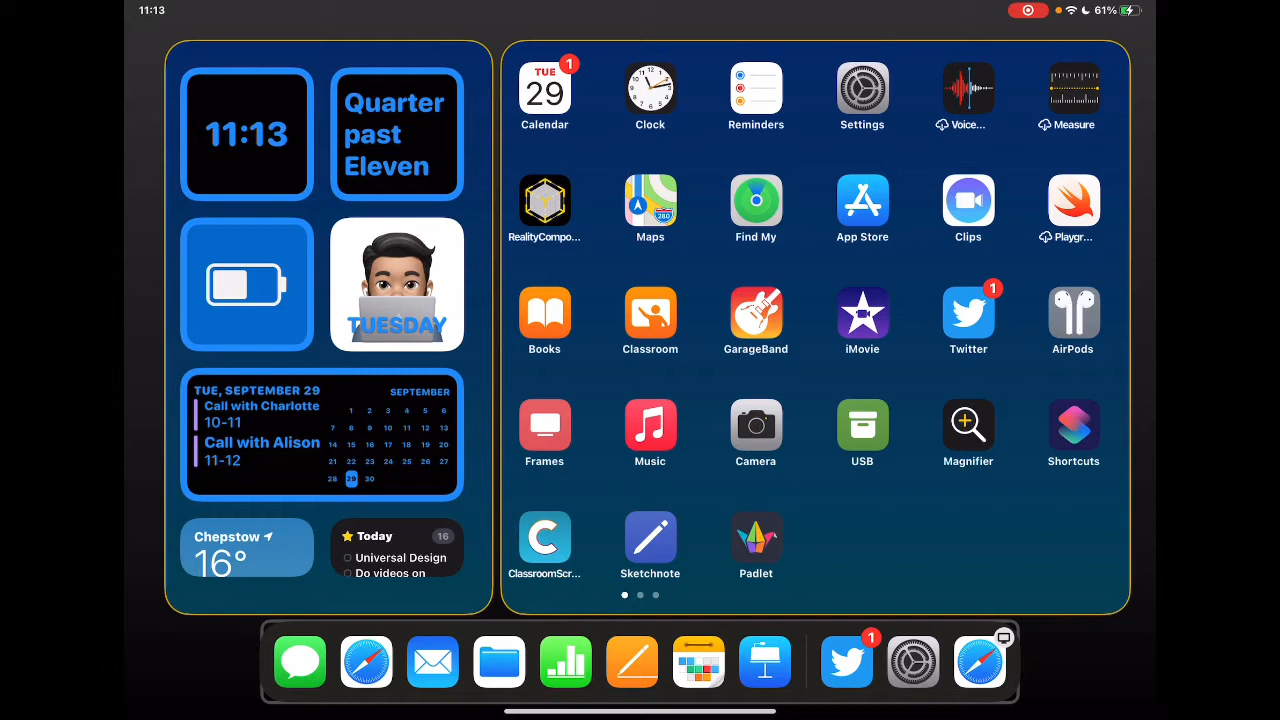 11:13
61%
11:13
Quarter
past
Eleven
TUESDAY
TUE, SEPTEMBER 29
Call with Charlotte
10-11
Call with Alison
11-12
SEPTEMBER
1 2 3 4 5 6
7 8 9 10 11 12 13
14 15 16 17 18 19 20
21 22 23 24 25 26 27
28 29 30
Chepstow
16°
Today 16
Universal Design
Do videos on
TUE 1
29
Calendar
Clock
Reminders
Settings
Voice...
Measure
RealityCompo...
280
Maps
Find My
App Store
Clips
Playgr...
Books
Classroom
GarageBand
iMovie
1
Twitter
AirPods
Frames
Music
Camera
USB
Magnifier
Shortcuts
ClassroomScr...
Sketchnote
Padlet
1